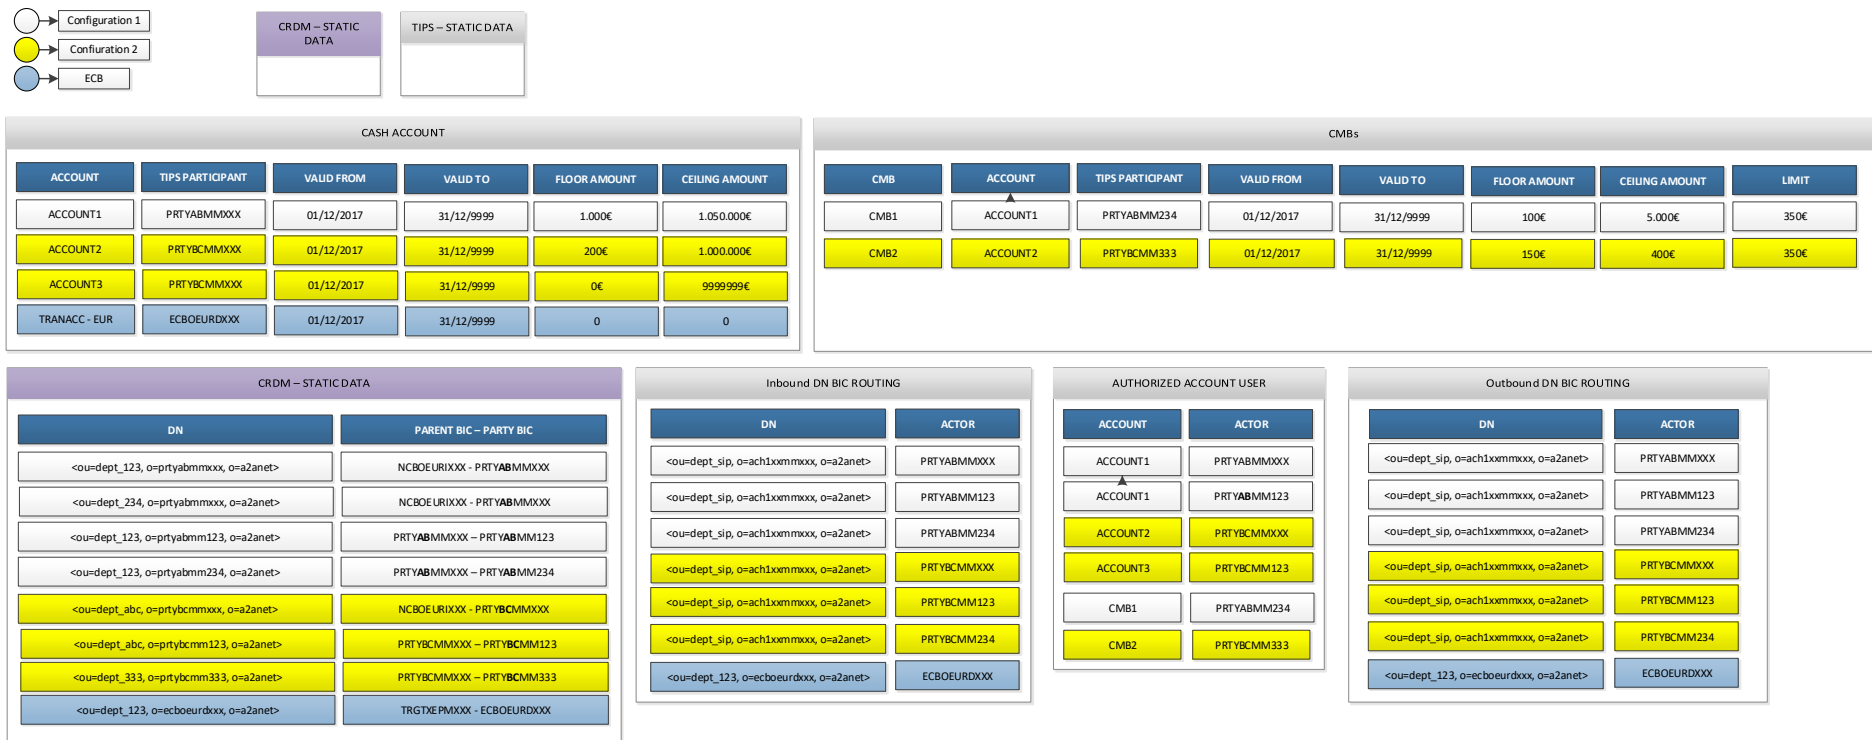 Configuration 1
Confiuration 2
ECB
CRDM – STATIC
DATA
TIPS – STATIC DATA
CASH ACCOUNT
ACCOUNT TIPS PARTICIPANT VALID FROM VALID TO FLOOR AMOUNT CEILING AMOUNT
ACCOUNT1 PRTYABMMXXX 01/12/2017 31/12/9999 1.000€ 1.050.000€
ACCOUNT2 PRTYBCMMXXX 01/12/2017 31/12/9999 200€ 1.000.000€
ACCOUNT3 PRTYBCMMXXX 01/12/2017 31/12/9999 0€ 9999999€
TRANACC - EUR ECBOEURDXXX 01/12/2017 31/12/9999 0 0
CMBs
CMB ACCOUNT TIPS PARTICIPANT VALID FROM VALID TO FLOOR AMOUNT CEILING AMOUNT LIMIT
CMB1 ACCOUNT1 PRTYABMM234 01/12/2017 31/12/9999 100€ 5.000€ 350€
CMB2 ACCOUNT2 PRTYBCMM333 01/12/2017 31/12/9999 150€ 400€ 350€
CRDM – STATIC DATA
DN PARENT BIC – PARTY BIC
<ou=dept_123, o=prtyabmmxxx, o=a2anet> NCBOEURIXXX - PRTYABMMXXX
<ou=dept_234, o=prtyabmmxxx, o=a2anet> NCBOEURIXXX - PRTYABMMXXX
<ou=dept_123, o=prtyabmm123, o=a2anet> PRTYABMMXXX – PRTYABMM123
<ou=dept_123, o=prtyabmm234, o=a2anet> PRTYABMMXXX – PRTYABMM234
<ou=dept_abc, o=prtybcmmxxx, o=a2anet> NCBOEURIXXX - PRTYBCMMXXX
<ou=dept_abc, o=prtybcmm123, o=a2anet> PRTYBCMMXXX – PRTYBCMM123
<ou=dept_333, o=prtybcmm333, o=a2anet> PRTYBCMMXXX – PRTYBCMM333
<ou=dept_123, o=ecboeurdxxx, o=a2anet> TRGTXEPMXXX - ECBOEURDXXX
Inbound DN BIC ROUTING
DN ACTOR
<ou=dept_sip, o=ach1xxmmxxx, o=a2anet> PRTYABMMXXX
<ou=dept_sip, o=ach1xxmmxxx, o=a2anet> PRTYABMM123
<ou=dept_sip, o=ach1xxmmxxx, o=a2anet> PRTYABMM234
<ou=dept_sip, o=ach1xxmmxxx, o=a2anet> PRTYBCMMXXX
<ou=dept_sip, o=ach1xxmmxxx, o=a2anet> PRTYBCMM123
<ou=dept_sip, o=ach1xxmmxxx, o=a2anet> PRTYBCMM234
<ou=dept_123, o=ecboeurdxxx, o=a2anet> ECBOEURDXXX
AUTHORIZED ACCOUNT USER
ACCOUNT ACTOR
ACCOUNT1 PRTYABMMXXX
ACCOUNT1 PRTYABMM123
ACCOUNT2 PRTYBCMMXXX
ACCOUNT3 PRTYBCMM123
CMB1 PRTYABMM234
CMB2 PRTYBCMM333
Outbound DN BIC ROUTING
DN ACTOR
<ou=dept_sip, o=ach1xxmmxxx, o=a2anet> PRTYABMMXXX
<ou=dept_sip, o=ach1xxmmxxx, o=a2anet> PRTYABMM123
<ou=dept_sip, o=ach1xxmmxxx, o=a2anet> PRTYABMM234
<ou=dept_sip, o=ach1xxmmxxx, o=a2anet> PRTYBCMMXXX
<ou=dept_sip, o=ach1xxmmxxx, o=a2anet> PRTYBCMM123
<ou=dept_sip, o=ach1xxmmxxx, o=a2anet> PRTYBCMM234
<ou=dept_123, o=ecboeurdxxx, o=a2anet> ECBOEURDXXX